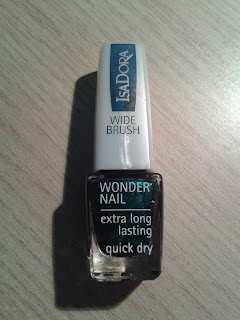 ISADORA
WIDE
BRUSH
WONDER
NAIL
extra long
lasting
quick dry